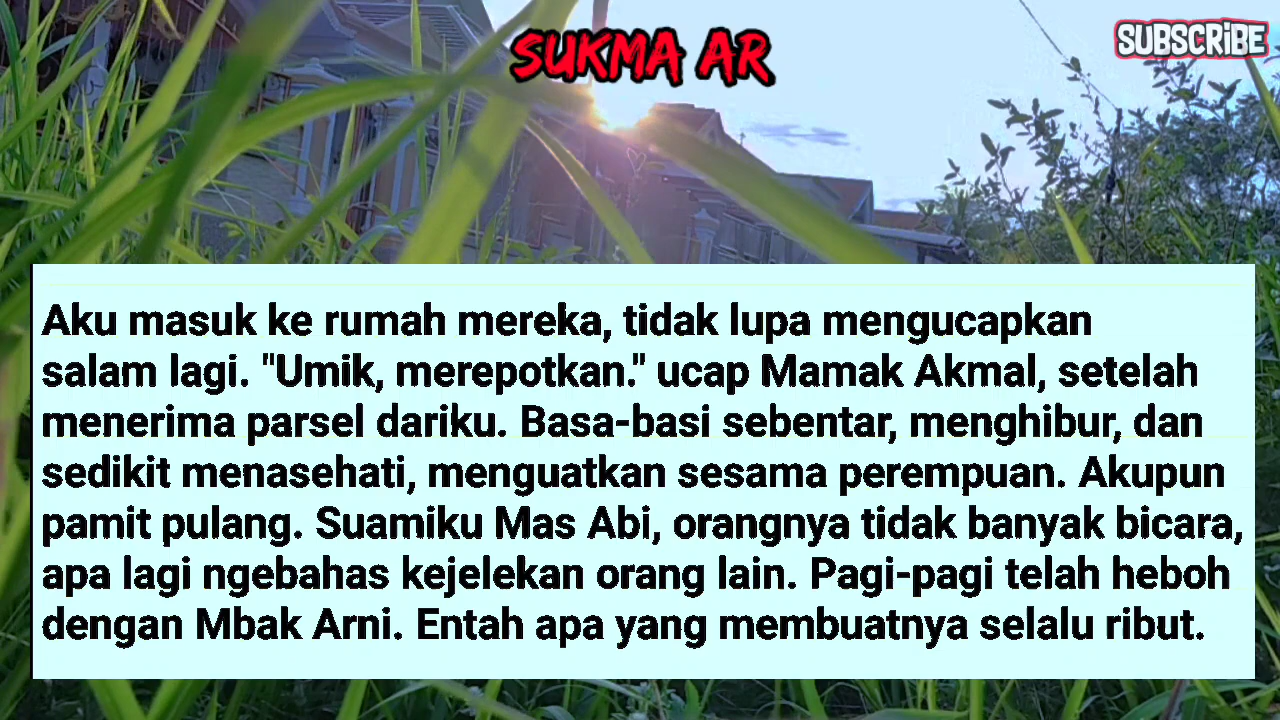 SUKMA AR
SUBSCRIBE
Aku masuk ke rumah mereka, tidak lupa mengucapkan
salam lagi. "Umik, merepotkan." ucap Mamak Akmal, setelah
menerima parsel dariku. Basa-basi sebentar, menghibur, dan
sedikit menasehati, menguatkan sesama perempuan. Akupun
pamit pulang. Suamiku Mas Abi, orangnya tidak banyak bicara,
apa lagi ngebahas kejelekan orang lain. Pagi-pagi telah heboh
dengan Mbak Arni. Entah apa yang membuatnya selalu ribut.